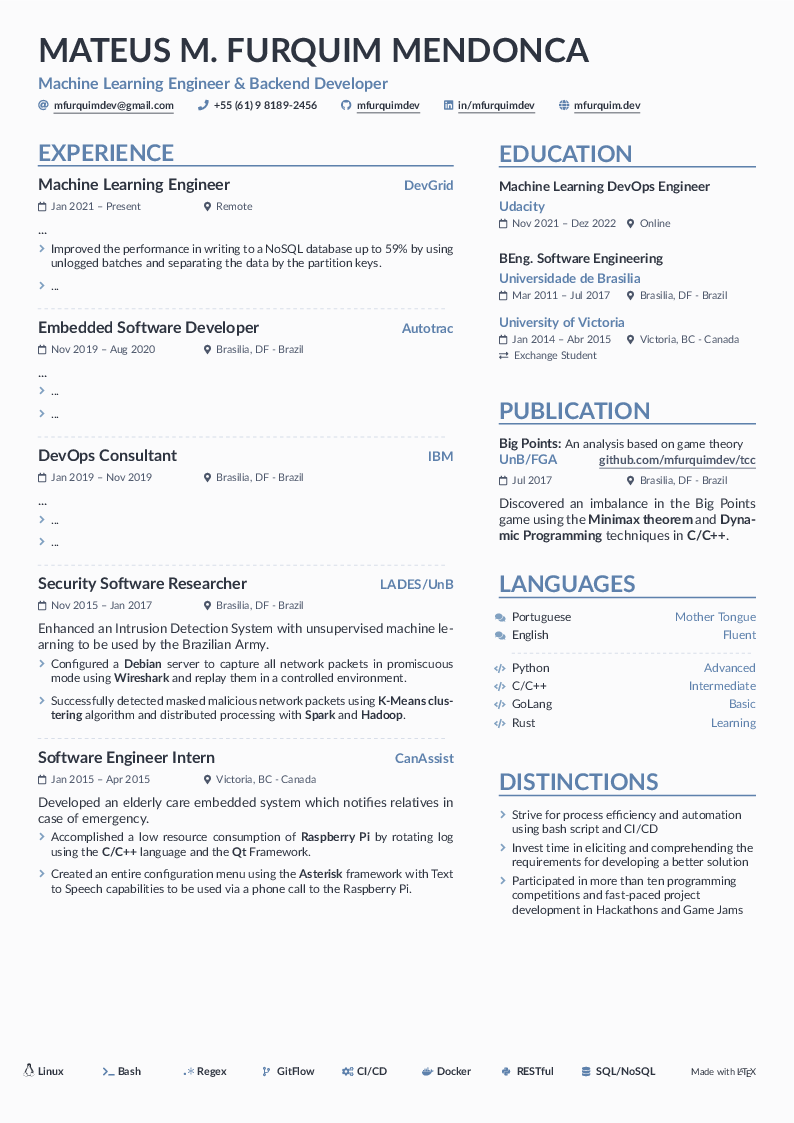 MATEUS M. FURQUIM MENDONCA
Machine Learning Engineer & Backend Developer
mfurquimdev@gmail.com +55 (61) 9 8189-2456 mfurquimdev in/mfurquimdev mfurquim.dev
EXPERIENCE
Machine Learning Engineer DevGrid
Jan 2021 – Present Remote
...
Improved the performance in writing to a NoSQL database up to 59% by using
unlogged batches and separating the data by the partition keys.
...
Embedded Software Developer Autotrac
Nov 2019 – Aug 2020 Brasilia, DF - Brazil
...
...
...
DevOps Consultant IBM
Jan 2019 – Nov 2019 Brasilia, DF - Brazil
...
...
...
Security Software Researcher LADES/UnB
Nov 2015 – Jan 2017 Brasilia, DF - Brazil
Enhanced an Intrusion Detection System with unsupervised machine le-
arning to be used by the Brazilian Army.
Configured a Debian server to capture all network packets in promiscuous
mode using Wireshark and replay them in a controlled environment.
Successfully detected masked malicious network packets using K-Means clus-
tering algorithm and distributed processing with Spark and Hadoop.
Software Engineer Intern CanAssist
Jan 2015 – Apr 2015 Victoria, BC - Canada
Developed an elderly care embedded system which notifies relatives in
case of emergency.
Accomplished a low resource consumption of Raspberry Pi by rotating log
using the C/C++ language and the Qt Framework.
Created an entire configuration menu using the Asterisk framework with Text
to Speech capabilities to be used via a phone call to the Raspberry Pi.
EDUCATION
Machine Learning DevOps Engineer
Udacity
Nov 2021 – Dez 2022 Online
BEng. Software Engineering
Universidade de Brasilia
Mar 2011 – Jul 2017 Brasilia, DF - Brazil
University of Victoria
Jan 2014 – Abr 2015 Victoria, BC - Canada
Exchange Student
PUBLICATION
Big Points: An analysis based on game theory
UnB/FGA github.com/mfurquimdev/tcc
Jul 2017 Brasilia, DF - Brazil
Discovered an imbalance in the Big Points
game using the Minimax theorem and Dyna-
mic Programming techniques in C/C++.
LANGUAGES
Portuguese Mother Tongue
English Fluent
Python Advanced
C/C++ Intermediate
GoLang Basic
Rust Learning
DISTINCTIONS
Strive for process efficiency and automation
using bash script and CI/CD
Invest time in eliciting and comprehending the
requirements for developing a better solution
Participated in more than ten programming
competitions and fast-paced project
development in Hackathons and Game Jams
Linux Bash Regex GitFlow CI/CD Docker RESTful SQL/NoSQL Made with LATEX